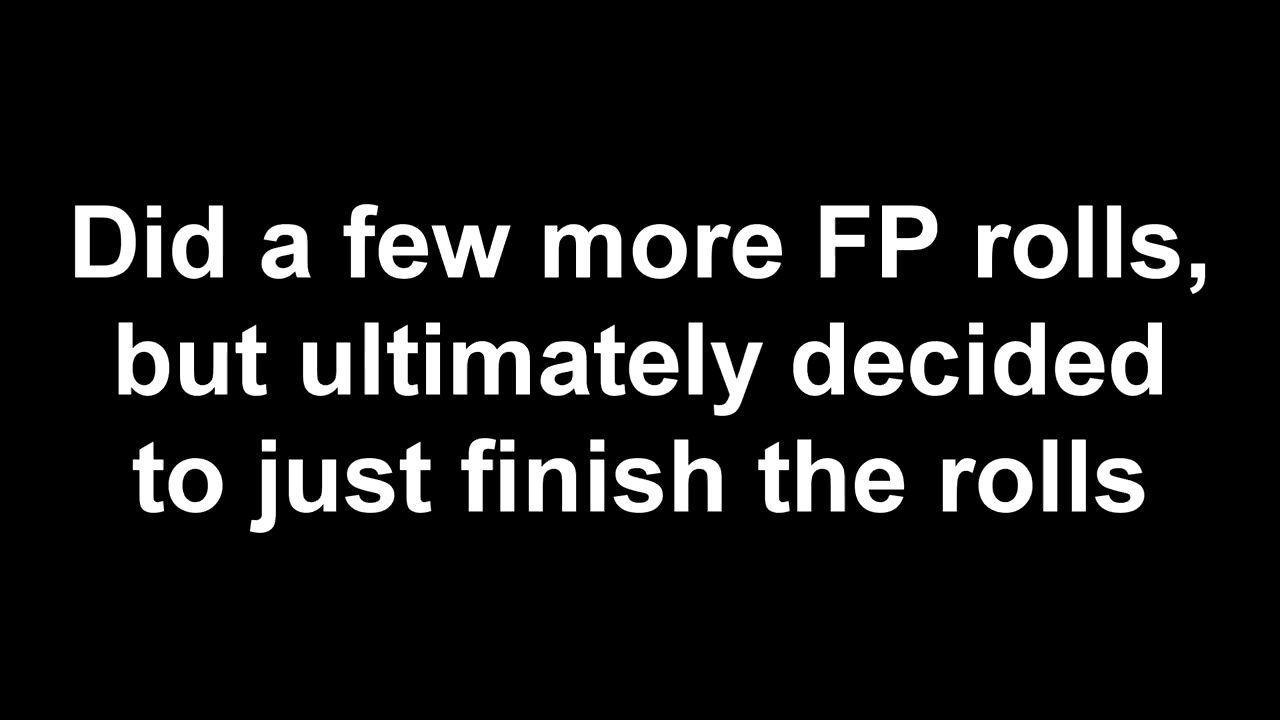 Did a few more FP rolls,
but ultimately decided
to just finish the rolls